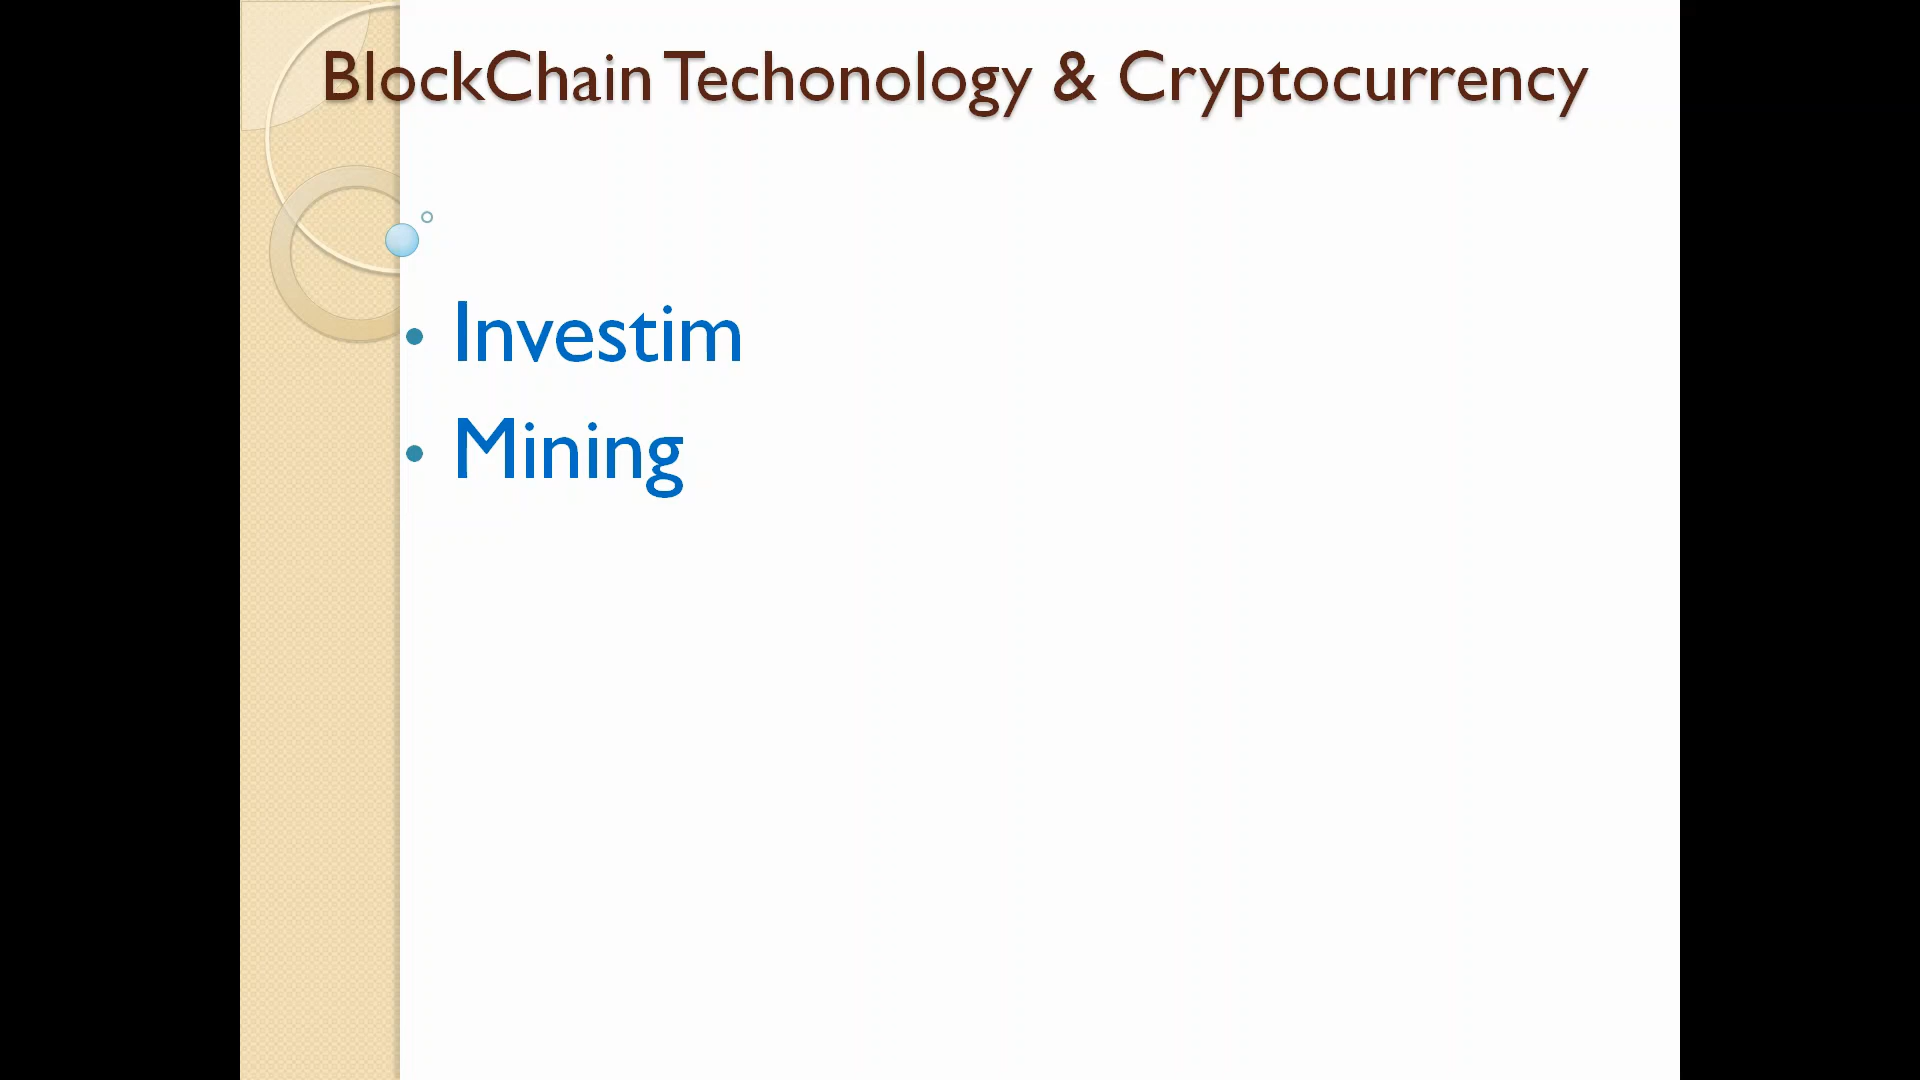 BlockChain Techonology & Cryptocurrency
• Investim
• Mining